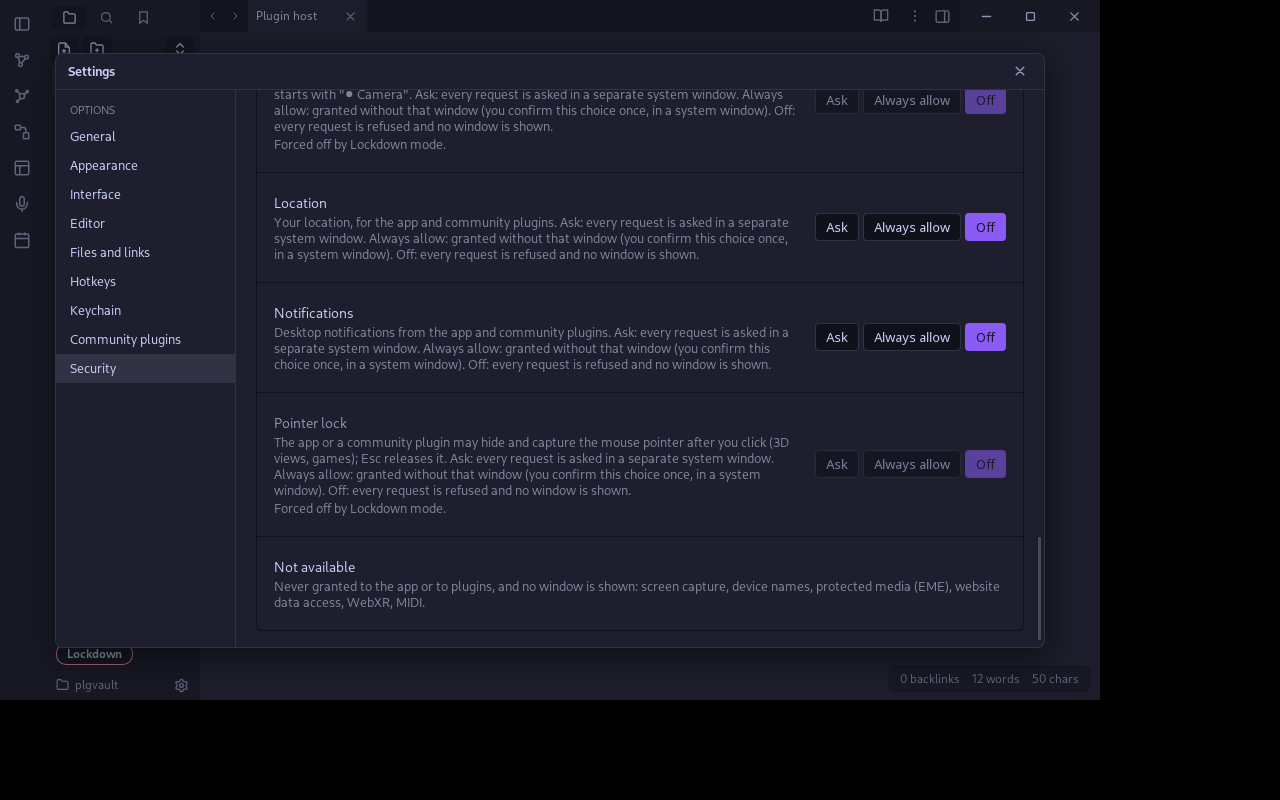 Plugin host
Settings
OPTIONS
General
Appearance
Interface
Editor
Files and links
Hotkeys
Keychain
Community plugins
Security
starts with "● Camera". Ask: every request is asked in a separate system window. Always
allow: granted without that window (you confirm this choice once, in a system window). Off:
every request is refused and no window is shown.
Forced off by Lockdown mode.
Ask
Always allow
Off
Location
Your location, for the app and community plugins. Ask: every request is asked in a separate
system window. Always allow: granted without that window (you confirm this choice once,
in a system window). Off: every request is refused and no window is shown.
Ask
Always allow
Off
Notifications
Desktop notifications from the app and community plugins. Ask: every request is asked in a
separate system window. Always allow: granted without that window (you confirm this
choice once, in a system window). Off: every request is refused and no window is shown.
Ask
Always allow
Off
Pointer lock
The app or a community plugin may hide and capture the mouse pointer after you click (3D
views, games); Esc releases it. Ask: every request is asked in a separate system window.
Always allow: granted without that window (you confirm this choice once, in a system
window). Off: every request is refused and no window is shown.
Forced off by Lockdown mode.
Ask
Always allow
Off
Not available
Never granted to the app or to plugins, and no window is shown: screen capture, device names, protected media (EME), website
data access, WebXR, MIDI.
Lockdown
plgvault
0 backlinks
12 words
50 chars